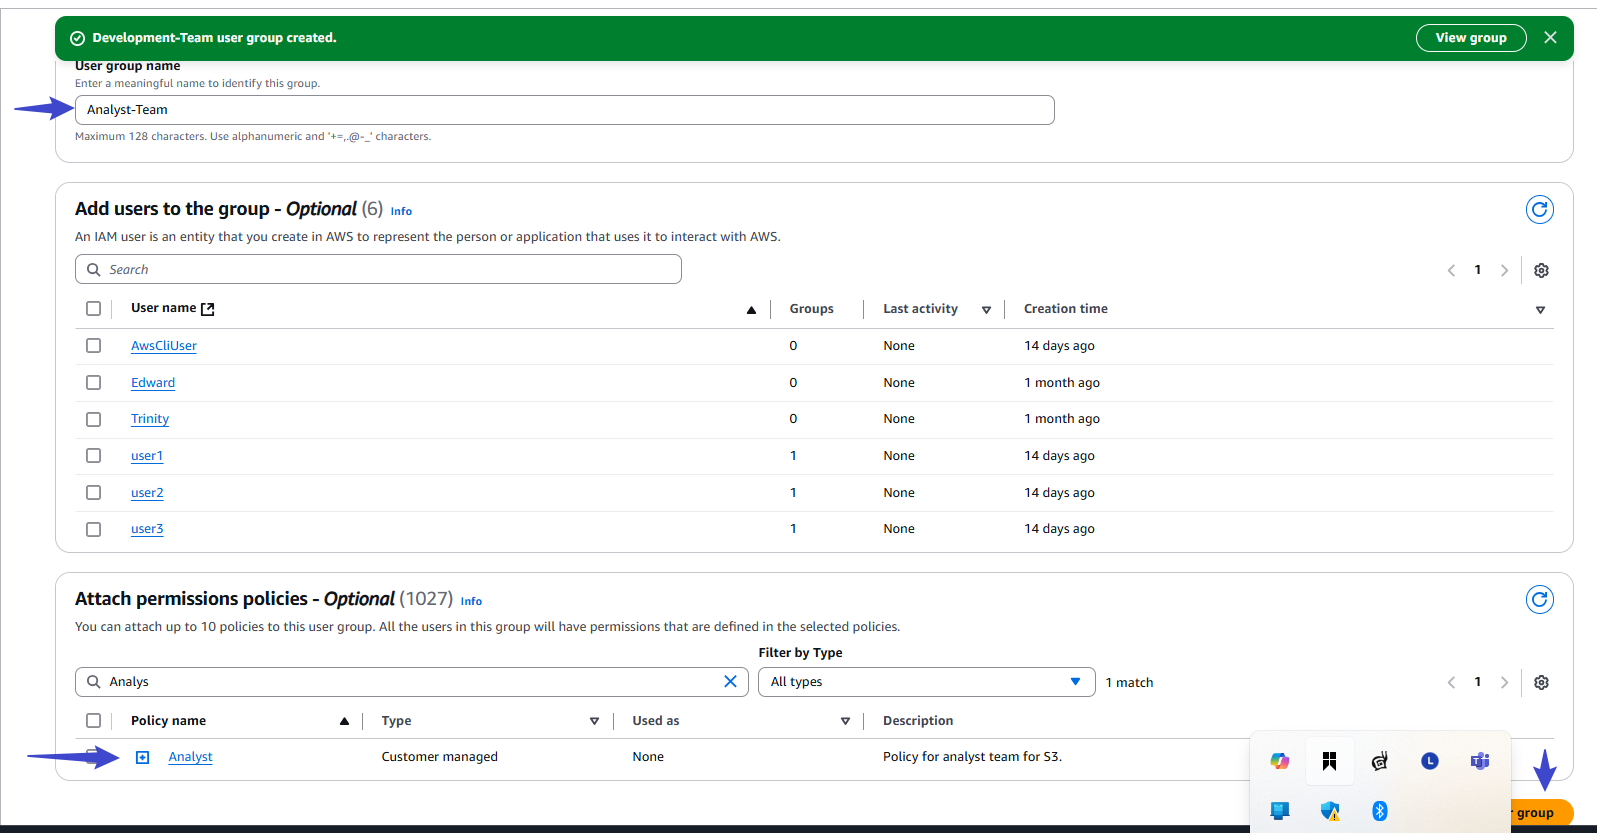 Development-Team user group created.
View group
User group name
Enter a meaningful name to identify this group.
Analyst-Team
Maximum 128 characters. Use alphanumeric and '+=,.@-_' characters.
Add users to the group - Optional (6) Info
An IAM user is an entity that you create in AWS to represent the person or application that uses it to interact with AWS.
Search
1
User name Groups Last activity Creation time
AwsCliUser 0 None 14 days ago
Edward 0 None 1 month ago
Trinity 0 None 1 month ago
user1 1 None 14 days ago
user2 1 None 14 days ago
user3 1 None 14 days ago
Attach permissions policies - Optional (1027) Info
You can attach up to 10 policies to this user group. All the users in this group will have permissions that are defined in the selected policies.
Filter by Type
Analys All types 1 match 1
Policy name Type Used as Description
Analyst Customer managed None Policy for analyst team for S3.
group